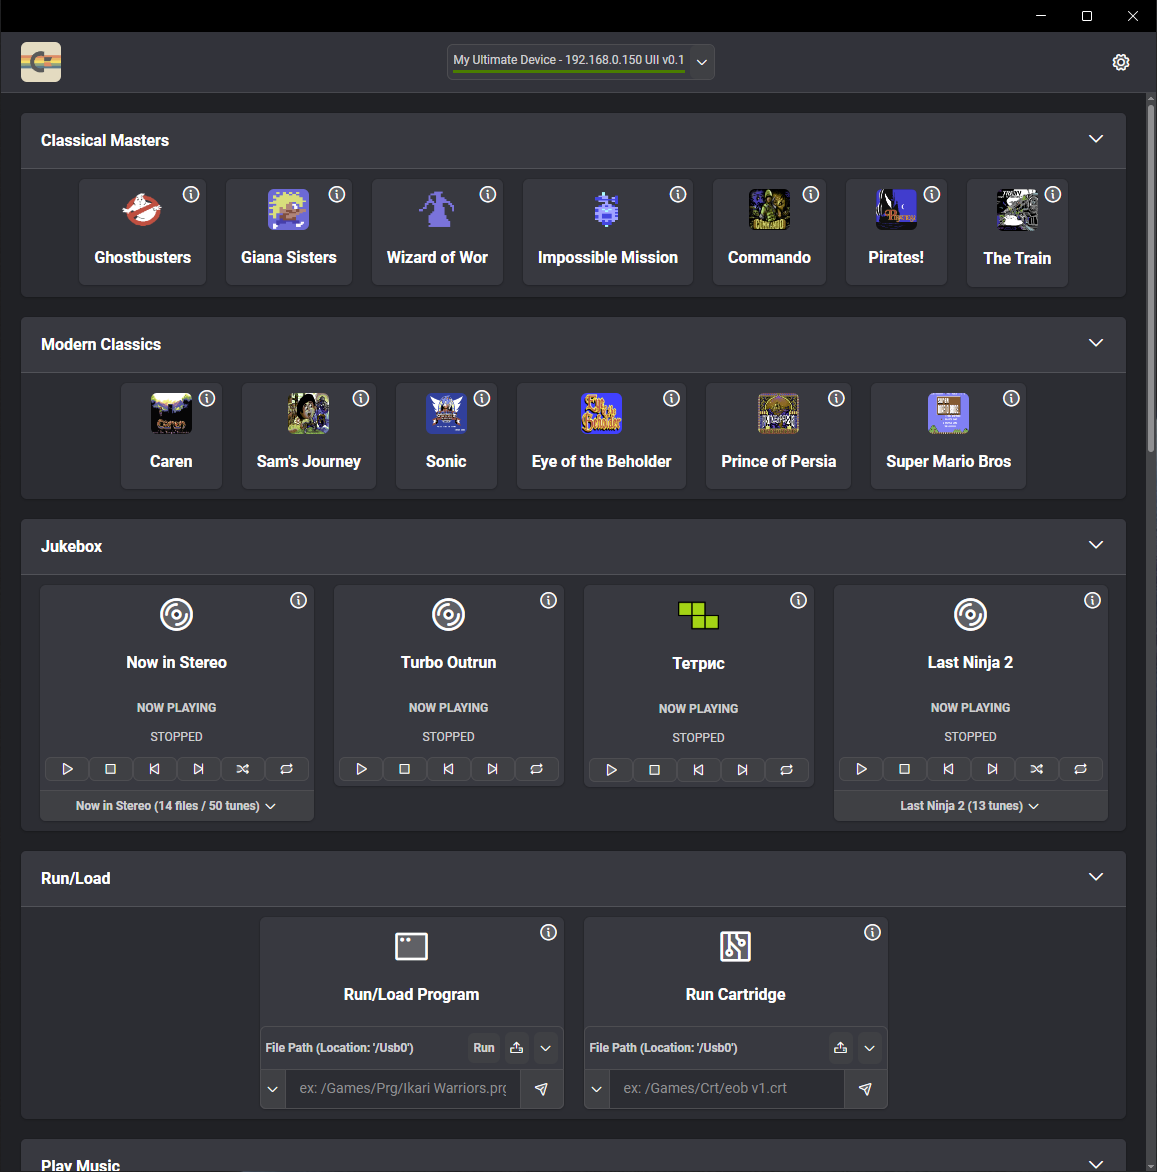 My Ultimate Device - 192.168.0.150 UII v0.1
Classical Masters
Ghostbusters
Giana Sisters
Wizard of Wor
Impossible Mission
Commando
Pirates!
The Train
Modern Classics
Caren
Sam's Journey
Sonic
Eye of the Beholder
Prince of Persia
Super Mario Bros
Jukebox
Now in Stereo
Turbo Outrun
Тетрис
Last Ninja 2
NOW PLAYING
NOW PLAYING
NOW PLAYING
NOW PLAYING
STOPPED
STOPPED
STOPPED
STOPPED
Now in Stereo (14 files / 50 tunes)
Last Ninja 2 (13 tunes)
Run/Load
Run/Load Program
Run Cartridge
File Path (Location: '/Usb0')
Run
File Path (Location: '/Usb0')
ex: /Games/Prg/Ikari Warriors.prg
ex: /Games/Crt/eob v1.crt
Play Music